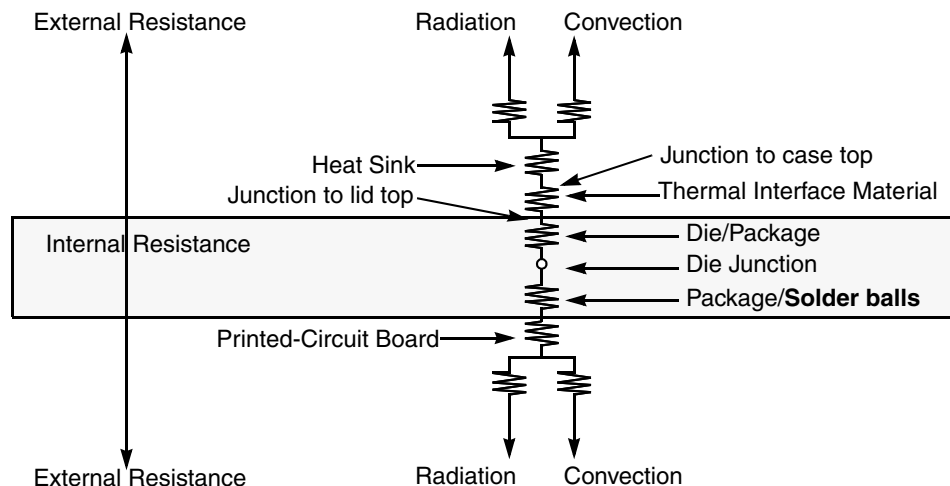 External Resistance
Radiation
Convection
Heat Sink
Junction to case top
Junction to lid top
Thermal Interface Material
Internal Resistance
Die/Package
Die Junction
Package/Solder balls
Printed-Circuit Board
External Resistance
Radiation
Convection